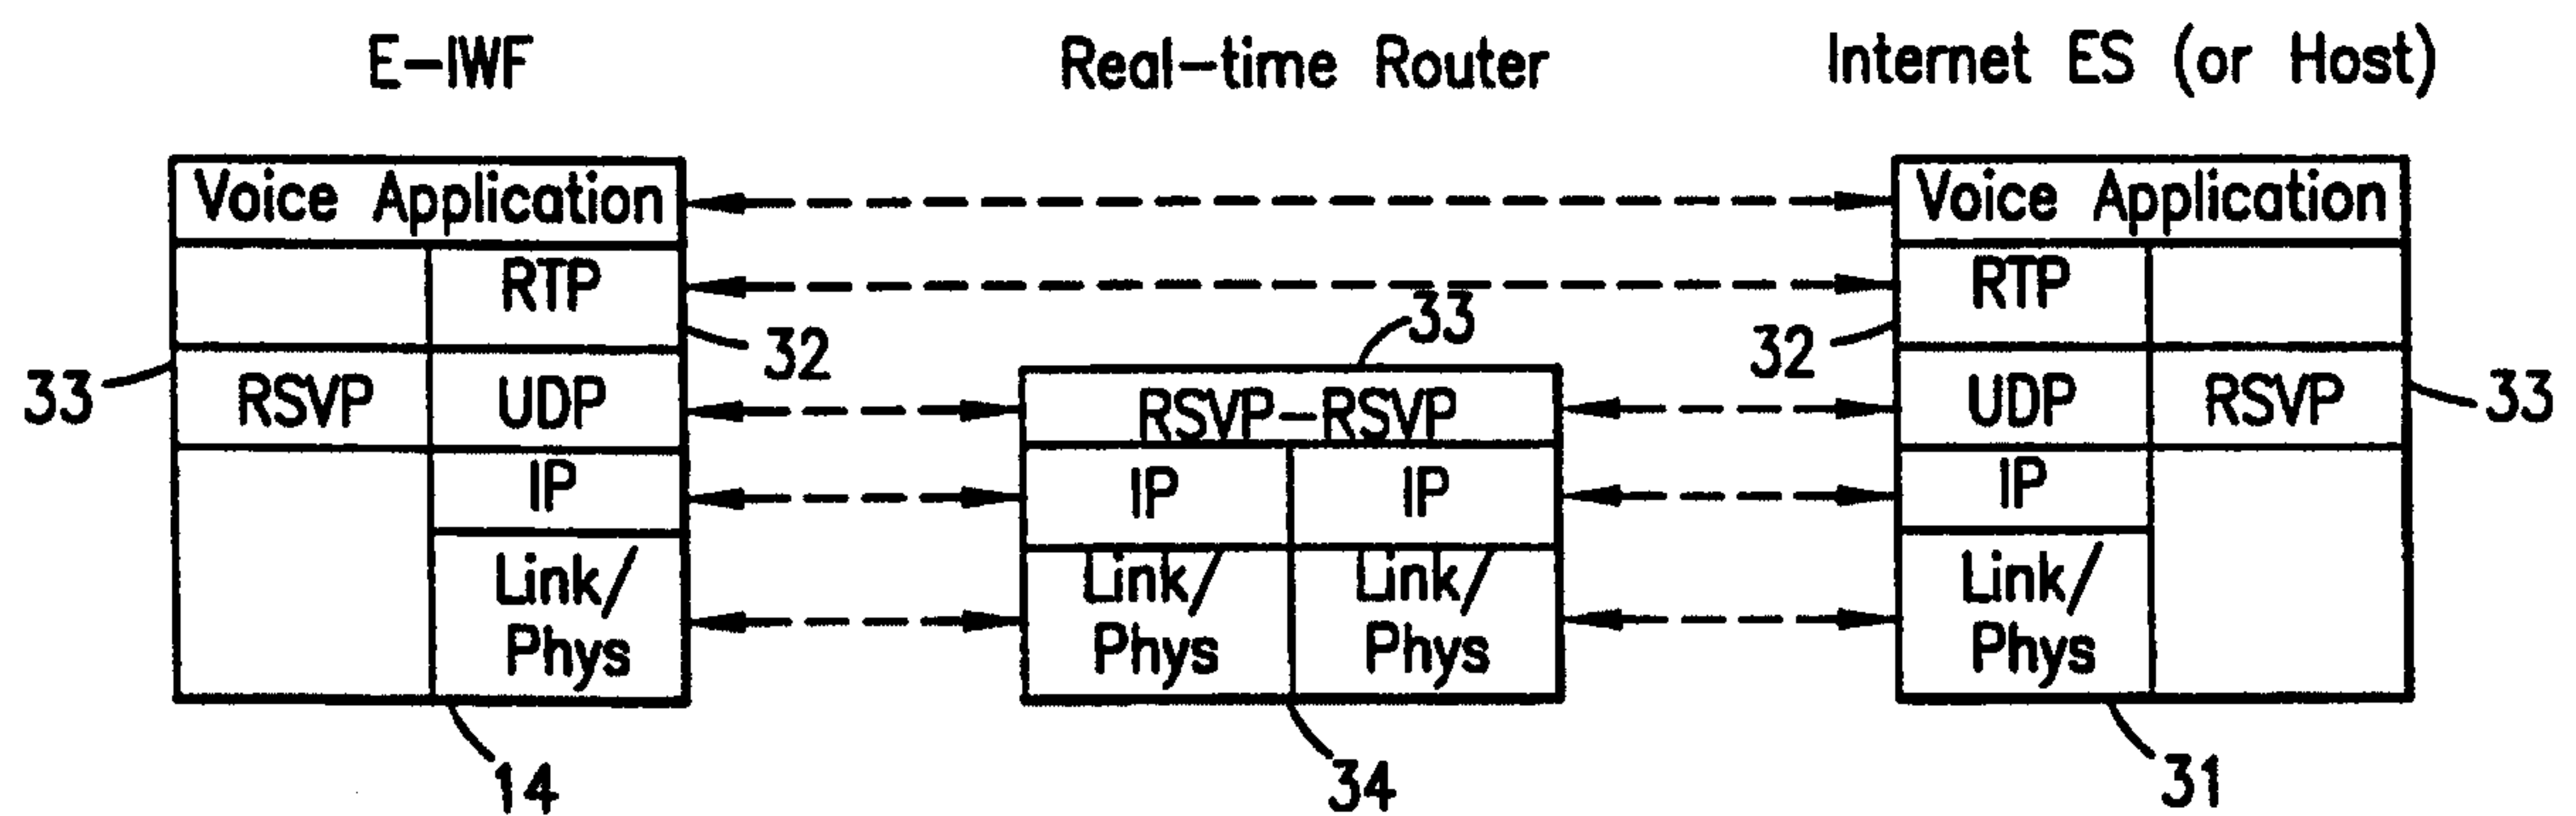 E-IWF Real-time Router Internet ES (or Host)
Voice Application Voice Application
RTP RTP
32 33 32
33 RSVP UDP RSVP-RSVP UDP RSVP 33
IP IP IP IP
Link/ Link/ Link/ Link/
Phys Phys Phys Phys
14 34 31